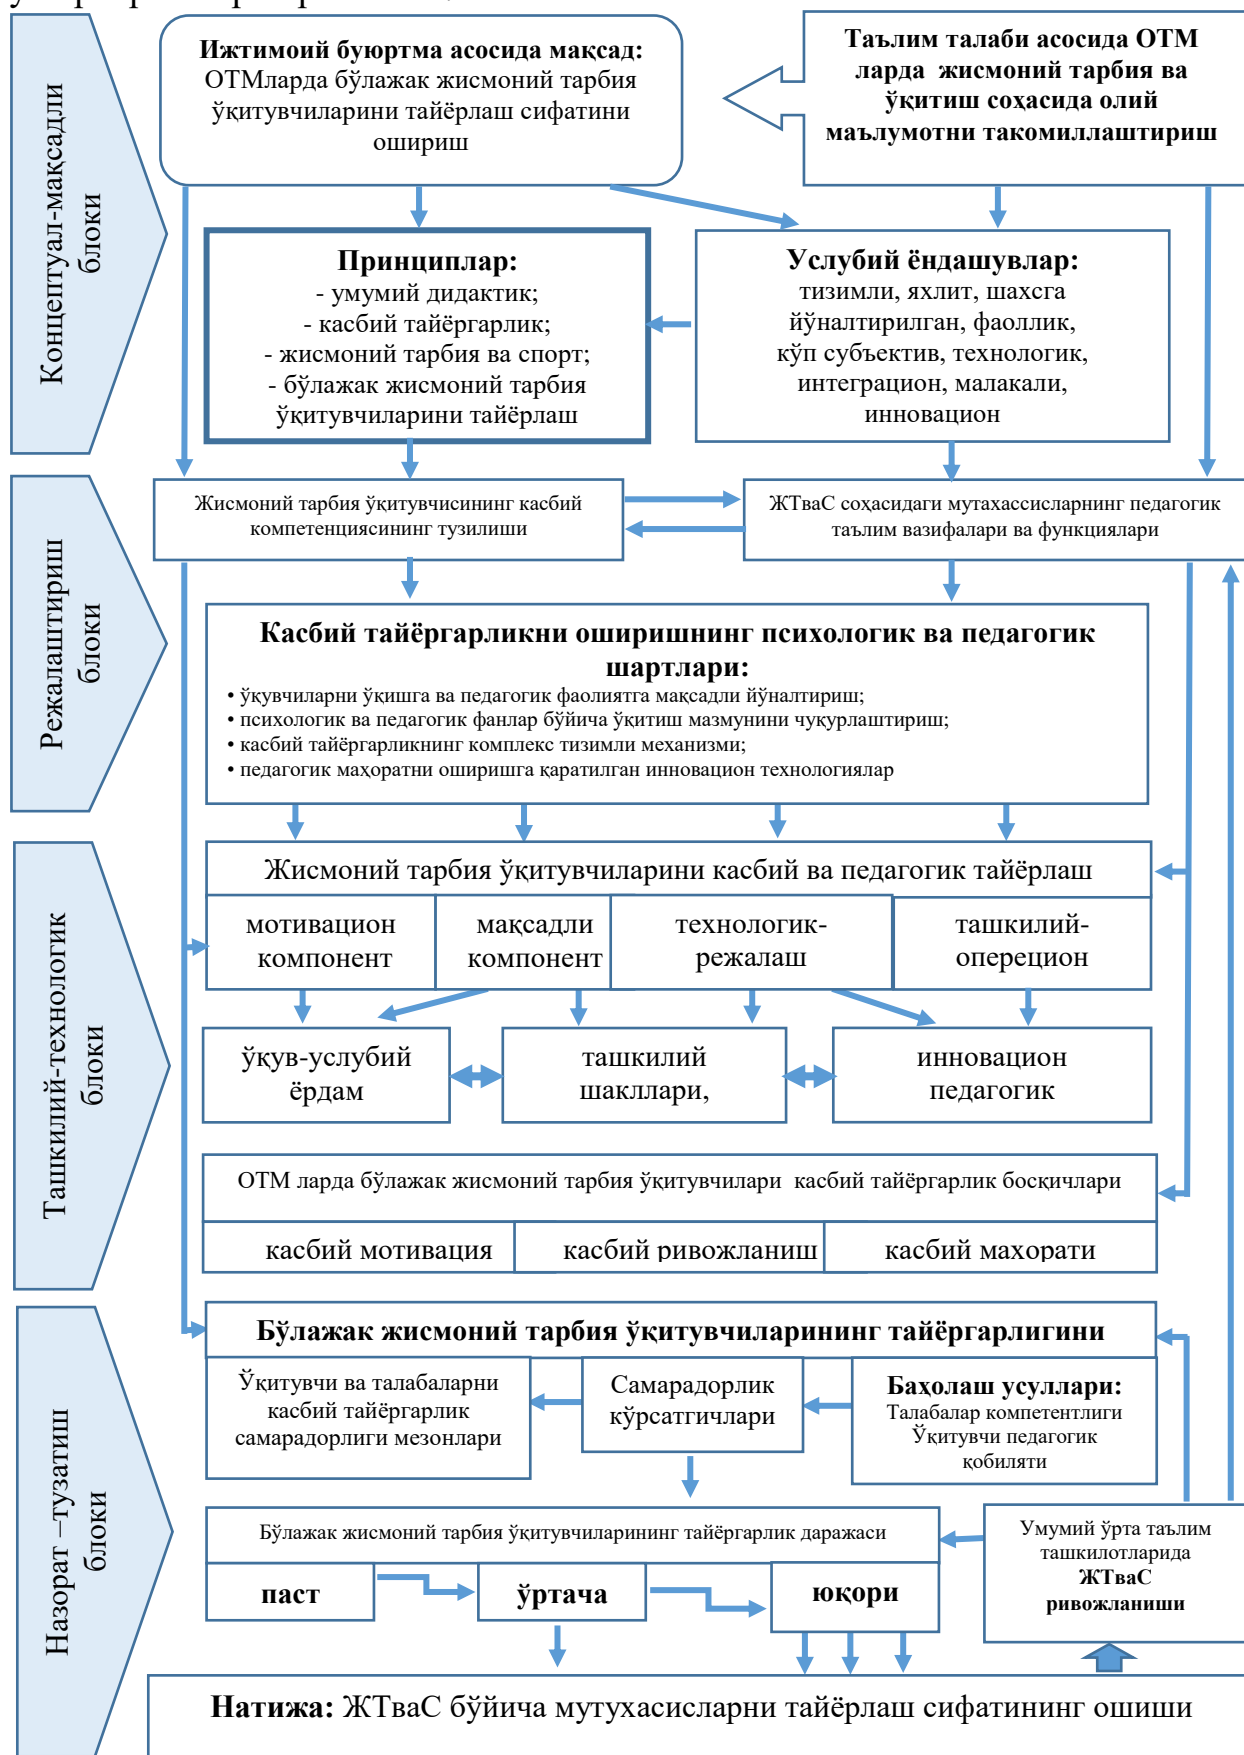 Концептуал-мақсадли
блоки
Ижтимоий буюртма асосида мақсад:
ОТМларда бўлажак жисмоний тарбия
ўқитувчиларини тайёрлаш сифатини
ошириш
Таълим талаби асосида ОТМ
ларда жисмоний тарбия ва
ўқитиш соҳасида олий
маълумотни такомиллаштириш
Принциплар:
- умумий дидактик;
- касбий тайёргарлик;
- жисмоний тарбия ва спорт;
- бўлажак жисмоний тарбия
ўқитувчиларини тайёрлаш
Услубий ёндашувлар:
тизимли, яхлит, шахсга
йўналтирилган, фаоллик,
кўп субъектив, технологик,
интеграцион, малакали,
инновацион
Режалаштириш
блоки
Жисмоний тарбия ўқитувчисининг касбий
компетенциясининг тузилиши
ЖТваС соҳасидаги мутахассисларнинг педагогик
таълим вазифалари ва функциялари
Касбий тайёргарликни оширишнинг психологик ва педагогик
шартлари:
• ўқувчиларни ўқишга ва педагогик фаолиятга мақсадли йўналтириш;
• психологик ва педагогик фанлар бўйича ўқитиш мазмунини чуқурлаштириш;
• касбий тайёргарликнинг комплекс тизимли механизми;
• педагогик маҳоратни оширишга қаратилган инновацион технологиялар
Ташкилий-технологик
блоки
Жисмоний тарбия ўқитувчиларини касбий ва педагогик тайёрлаш
мотивацион
компонент
мақсадли
компонент
технологик-
режалаш
ташкилий-
оперецион
ўқув-услубий
ёрдам
ташкилий
шакллари,
инновацион
педагогик
ОТМ ларда бўлажак жисмоний тарбия ўқитувчилари касбий тайёргарлик босқичлари
касбий мотивация
касбий ривожланиш
касбий махорати
Назорат –тузатиш
блоки
Бўлажак жисмоний тарбия ўқитувчиларининг тайёргарлигини
Ўқитувчи ва талабаларни
касбий тайёргарлик
самарадорлиги мезонлари
Самарадорлик
кўрсатгичлари
Баҳолаш усуллари:
Талабалар компетентлиги
Ўқитувчи педагогик
қобиляти
Бўлажак жисмоний тарбия ўқитувчиларининг тайёргарлик даражаси
паст
ўртача
юқори
Умумий ўрта таълим
ташкилотларида
ЖТваС
ривожланиши
Натижа: ЖТваС бўйича мутухасисларни тайёрлаш сифатининг ошиши